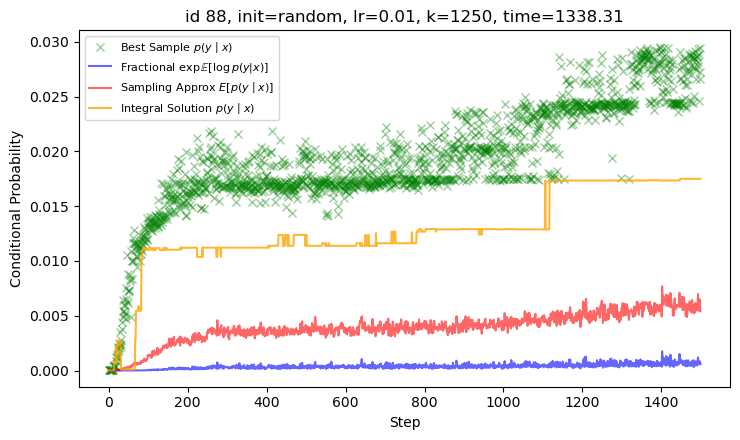 id 88, init=random, lr=0.01, k=1250, time=1338.31
Best Sample p(y | x)
Fractional exp𝔼[log p(y|x)]
Sampling Approx E[p(y | x)]
Integral Solution p(y | x)
Conditional Probability
0.030
0.025
0.020
0.015
0.010
0.005
0.000
0
200
400
600
800
1000
1200
1400
Step